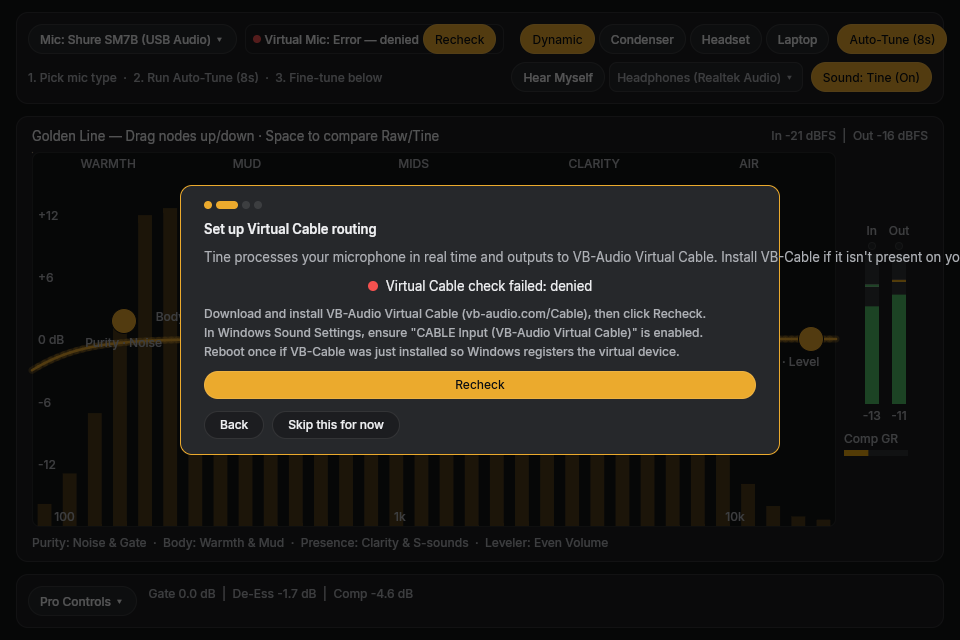 Mic: Shure SM7B (USB Audio) ▾
Virtual Mic: Error — denied
Recheck
Dynamic
Condenser
Headset
Laptop
Auto-Tune (8s)
1. Pick mic type · 2. Run Auto-Tune (8s) · 3. Fine-tune below
Hear Myself
Headphones (Realtek Audio) ▾
Sound: Tine (On)
Golden Line — Drag nodes up/down · Space to compare Raw/Tine
In -21 dBFS | Out -16 dBFS
WARMTH
MUD
MIDS
CLARITY
AIR
+12
+6
0 dB
-6
-12
Purity · Noise
Body
· Level
100
1k
10k
In
Out
-13
-11
Comp GR
Set up Virtual Cable routing
Tine processes your microphone in real time and outputs to VB-Audio Virtual Cable. Install VB-Cable if it isn't present on yo
Virtual Cable check failed: denied
Download and install VB-Audio Virtual Cable (vb-audio.com/Cable), then click Recheck.
In Windows Sound Settings, ensure "CABLE Input (VB-Audio Virtual Cable)" is enabled.
Reboot once if VB-Cable was just installed so Windows registers the virtual device.
Recheck
Back
Skip this for now
Purity: Noise & Gate · Body: Warmth & Mud · Presence: Clarity & S-sounds · Leveler: Even Volume
Pro Controls ▾
Gate 0.0 dB | De-Ess -1.7 dB | Comp -4.6 dB